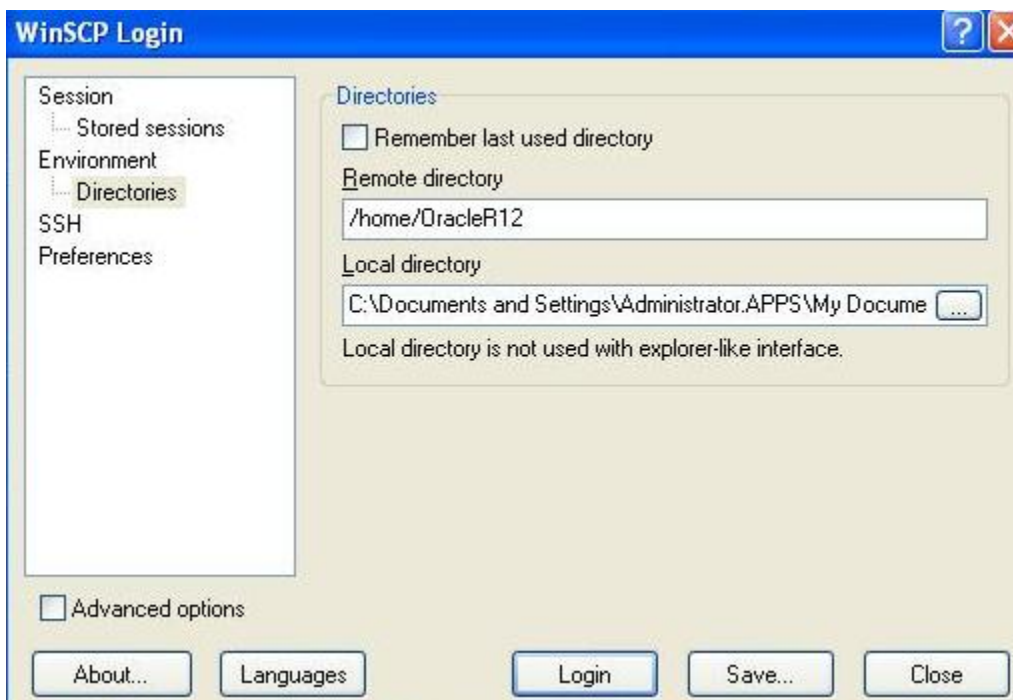 WinSCP Login
?
Session
Stored sessions
Environment
Directories
SSH
Preferences
Directories
Remember last used directory
Remote directory
/home/OracleR12
Local directory
C:\Documents and Settings\Administrator.APPS\My Docume ...
Local directory is not used with explorer-like interface.
Advanced options
About... Languages Login Save... Close